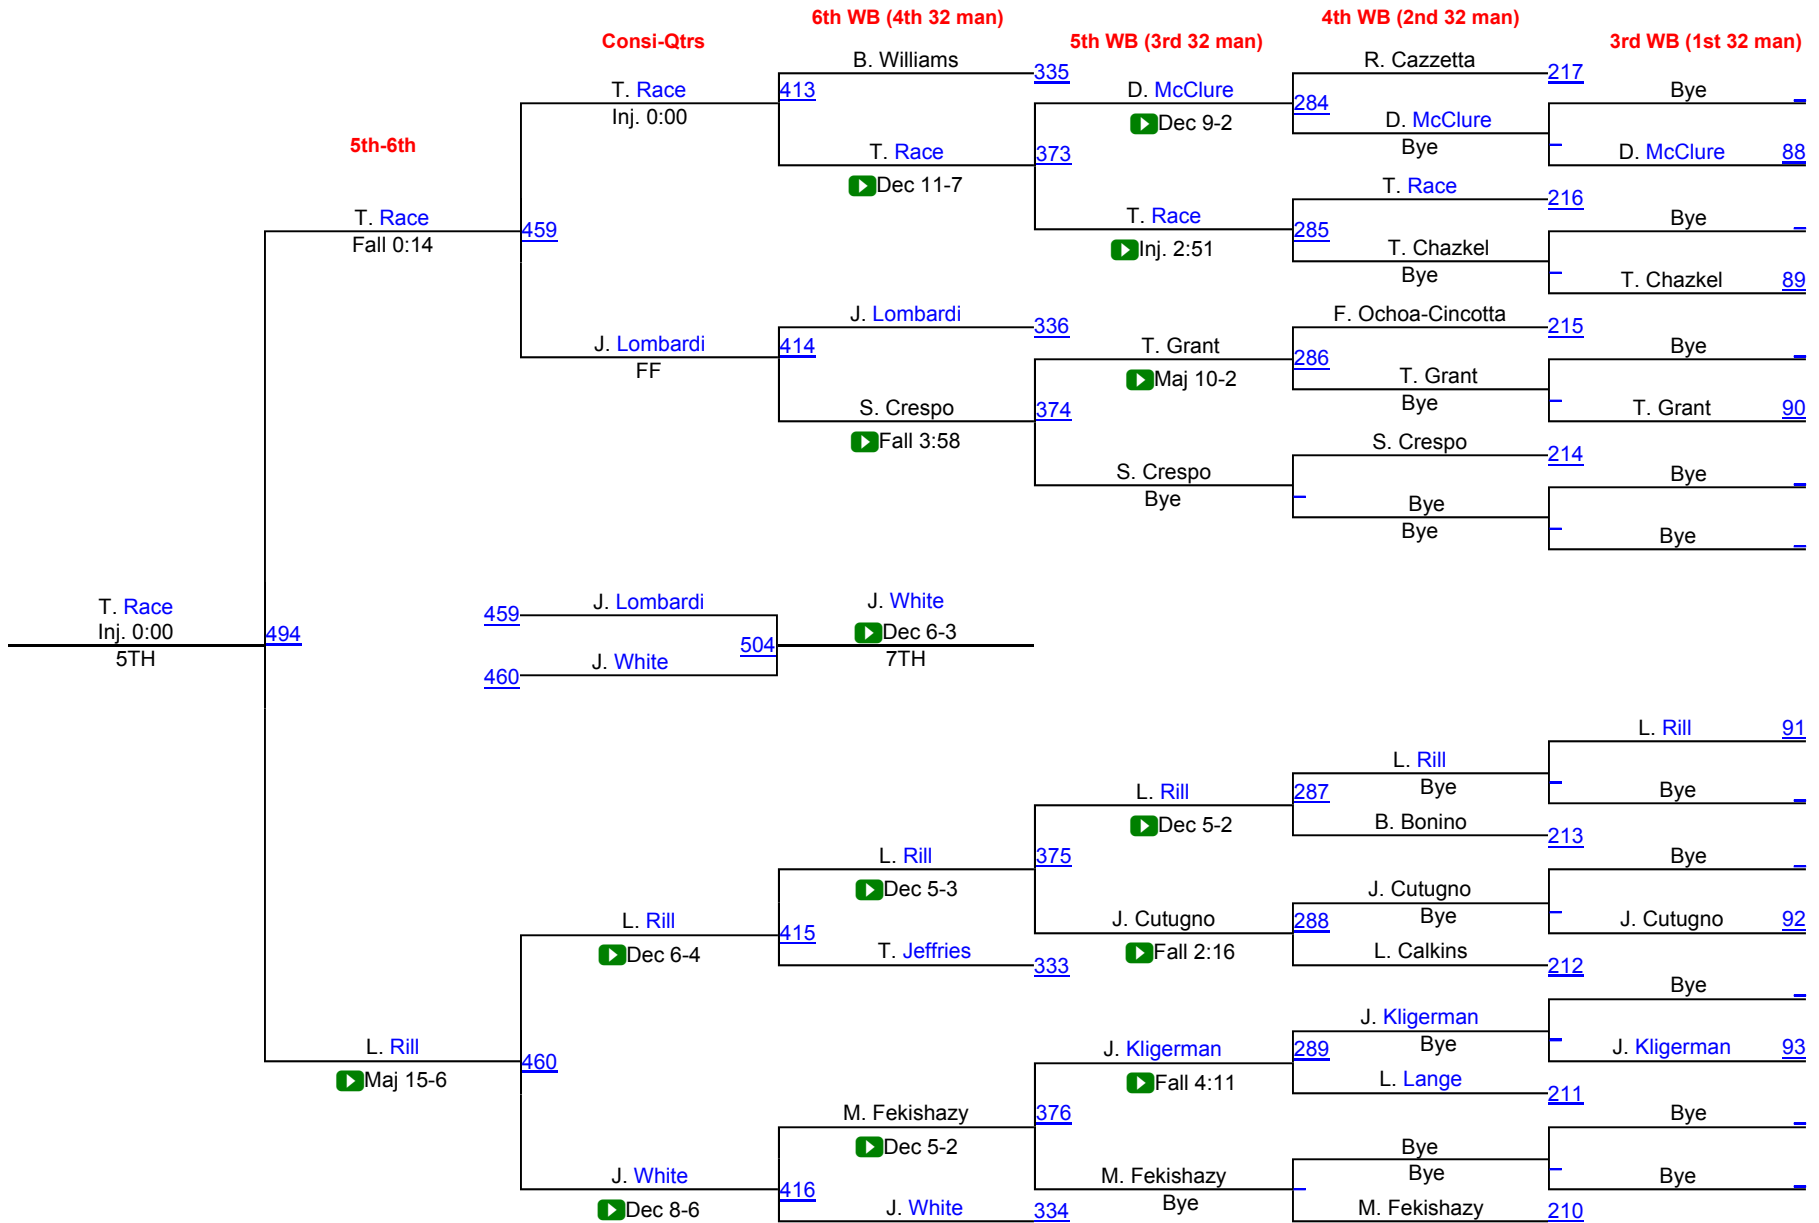 6th WB (4th 32 man)
4th WB (2nd 32 man)
Consi-Qtrs
5th WB (3rd 32 man)
3rd WB (1st 32 man)
B. Williams
335
R. Cazzetta
217
T. Race
413
Inj. 0:00
D. McClure
284
Dec 9-2
Bye
D. McClure
Bye
D. McClure 88
5th-6th
T. Race
373
Dec 11-7
T. Race
216
T. Race
459
Fall 0:14
T. Race
285
Inj. 2:51
Bye
T. Chazkel
Bye
T. Chazkel 89
J. Lombardi
336
F. Ochoa-Cincotta
215
J. Lombardi
414
FF
T. Grant
286
Maj 10-2
Bye
T. Grant
Bye
T. Grant 90
S. Crespo
374
Fall 3:58
S. Crespo
214
S. Crespo
Bye
Bye
Bye
Bye
Bye
T. Race
Inj. 0:00
494
5TH
459
J. Lombardi
J. White
Dec 6-3
504
7TH
460
J. White
L. Rill 91
L. Rill
Bye
Bye
L. Rill
287
Dec 5-2
B. Bonino
213
L. Rill
375
Dec 5-3
Bye
J. Cutugno
Bye
J. Cutugno 92
L. Rill
415
Dec 6-4
J. Cutugno
288
Fall 2:16
T. Jeffries
333
L. Calkins
212
Bye
J. Kligerman
Bye
J. Kligerman 93
L. Rill
460
Maj 15-6
J. Kligerman
289
Fall 4:11
L. Lange
211
M. Fekishazy
376
Dec 5-2
Bye
Bye
Bye
Bye
J. White
416
Dec 8-6
M. Fekishazy
Bye
J. White
334
M. Fekishazy
210